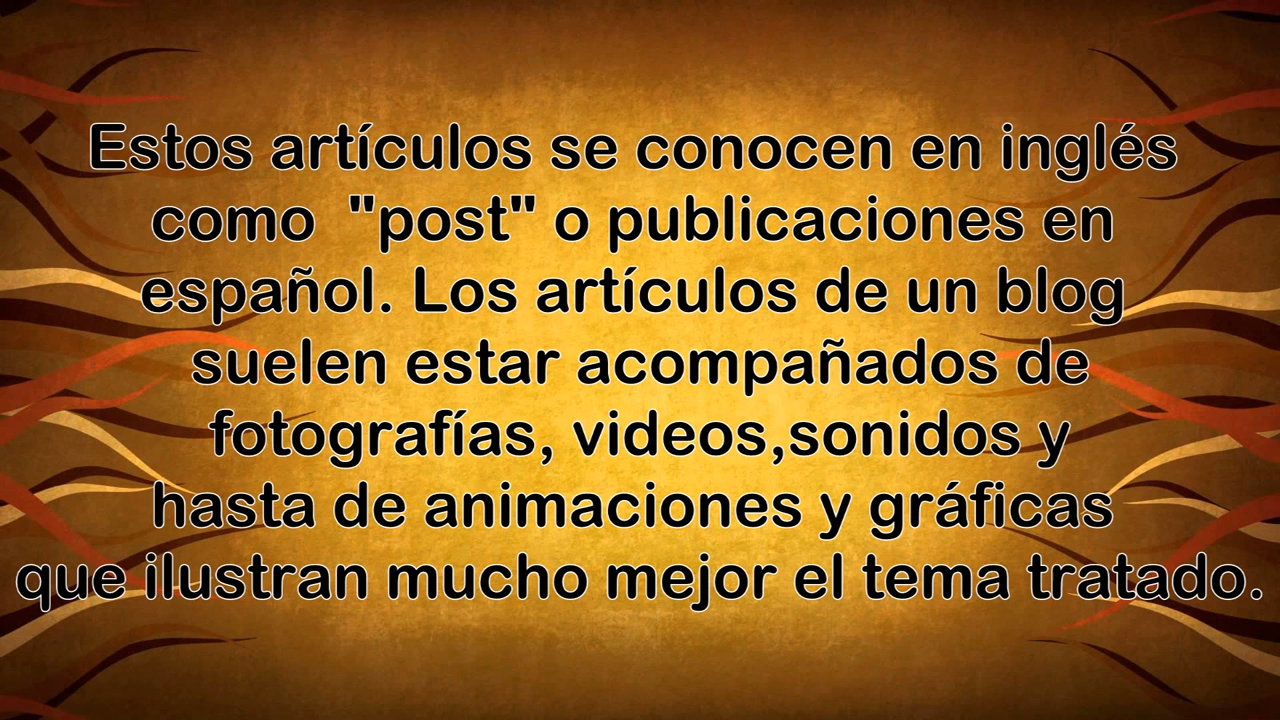 Estos artículos se conocen en inglés
como  "post" o publicaciones en
español. Los artículos de un blog
suelen estar acompañados de
fotografías, videos,sonidos y
hasta de animaciones y gráficas
que ilustran mucho mejor el tema tratado.